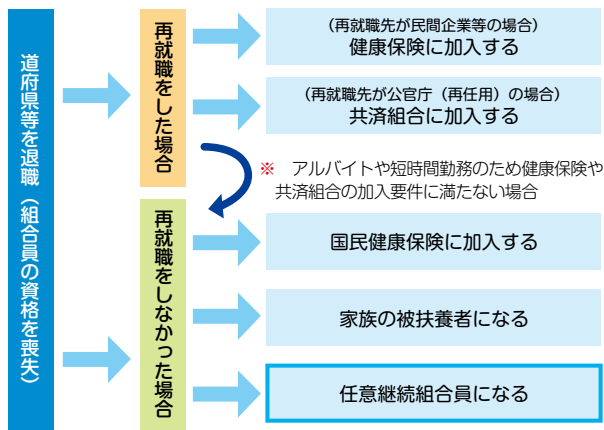 道府県等を退職（組合員の資格を喪失）
再就職をした場合
（再就職先が民間企業等の場合）
健康保険に加入する
（再就職先が公官庁（再任用）の場合）
共済組合に加入する
※　アルバイトや短時間勤務のため健康保険や
共済組合の加入要件に満たない場合
再就職をしなかった場合
国民健康保険に加入する
家族の被扶養者になる
任意継続組合員になる